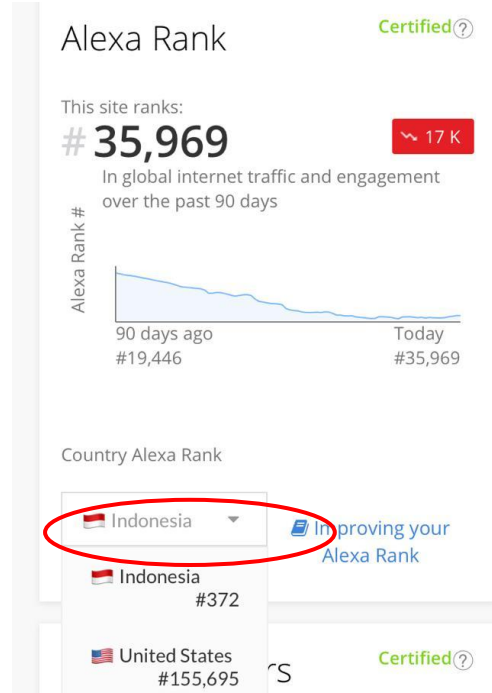 Alexa Rank
Certified ?
This site ranks:
# 35,969
17 K
In global internet traffic and engagement
over the past 90 days
Alexa Rank #
90 days ago
#19,446
Today
#35,969
Country Alexa Rank
Indonesia
Improving your
Alexa Rank
Indonesia
#372
United States
#155,695
rs
Certified ?